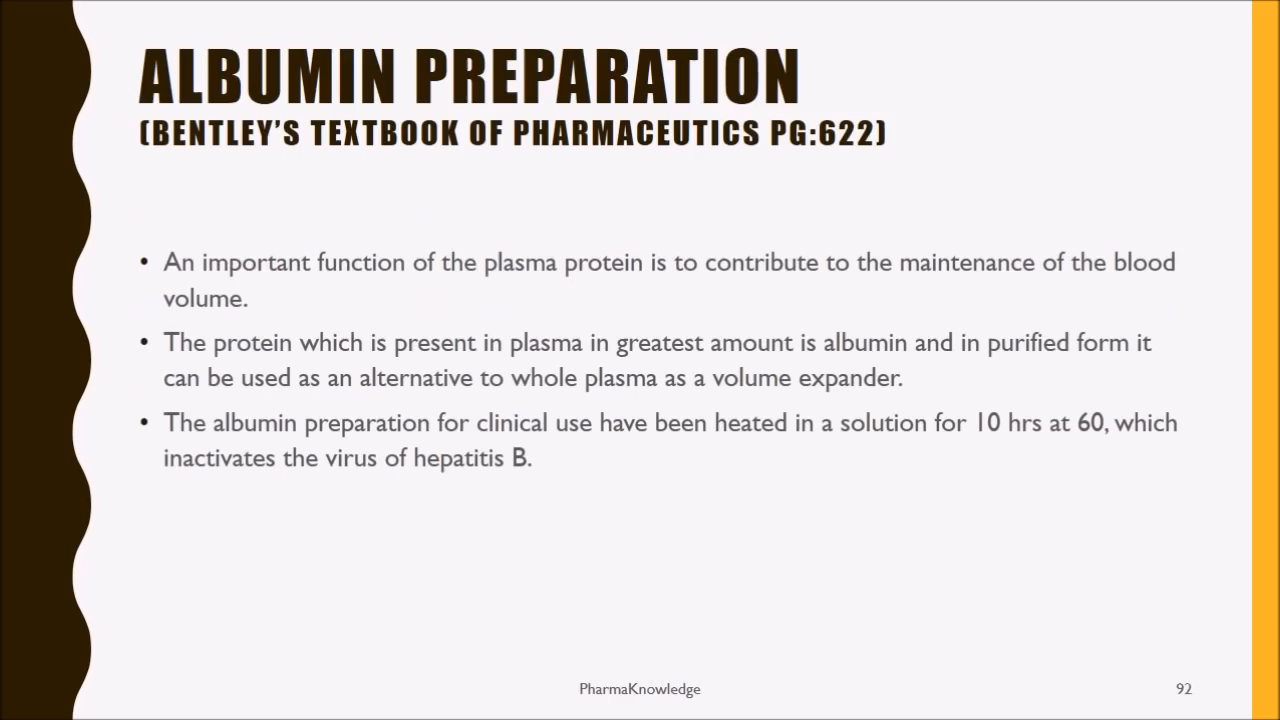 ALBUMIN PREPARATION
(BENTLEY'S TEXTBOOK OF PHARMACEUTICS PG:622)
• An important function of the plasma protein is to contribute to the maintenance of the blood
volume.
• The protein which is present in plasma in greatest amount is albumin and in purified form it
can be used as an alternative to whole plasma as a volume expander.
• The albumin preparation for clinical use have been heated in a solution for 10 hrs at 60, which
inactivates the virus of hepatitis B.
PharmaKnowledge
92